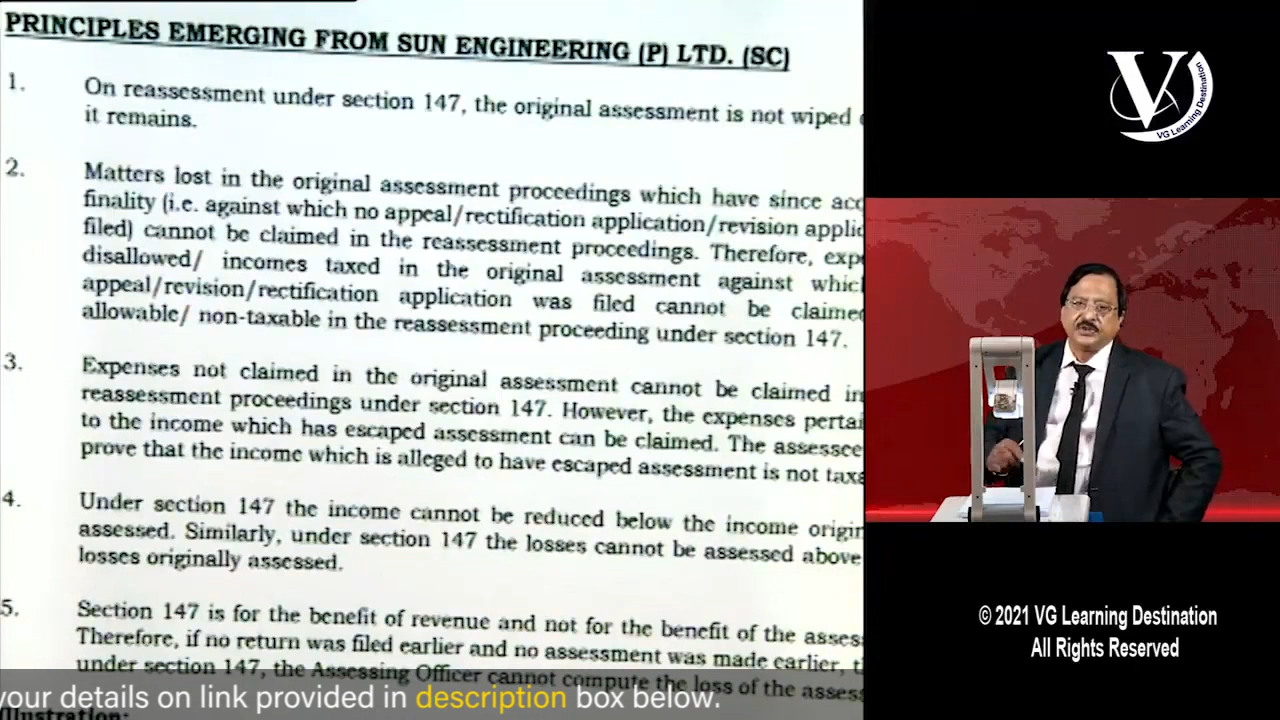 PRINCIPLES EMERGING FROM SUN ENGINEERING (P) LTD. (SC)
1. On reassessment under section 147, the original assessment is not wiped
it remains.
2. Matters lost in the original assessment proceedings which have since
finality (i.e. against which no appeal/rectification application/revision
filed) cannot be claimed in the reassessment proceedings. Therefore,
disallowed/ incomes taxed in the original assessment against
appeal/revision/rectification application was filed cannot be
allowable/ non-taxable in the reassessment proceeding under section 147.
3. Expenses not claimed in the original assessment cannot be claimed
reassessment proceedings under section 147. However, the expenses
to the income which has escaped assessment can be claimed. The assessee
prove that the income which is alleged to have escaped assessment is not
4. Under section 147 the income cannot be reduced below the income
assessed. Similarly, under section 147 the losses cannot be assessed above
losses originally assessed.
5. Section 147 is for the benefit of revenue and not for the benefit of the
Therefore, if no return was filed earlier and no assessment was made earlier,
under section 147, the Assessing Officer cannot compute the loss of the
your details on link provided in description box below.
V
VG Learning Destination
© 2021 VG Learning Destination
All Rights Reserved